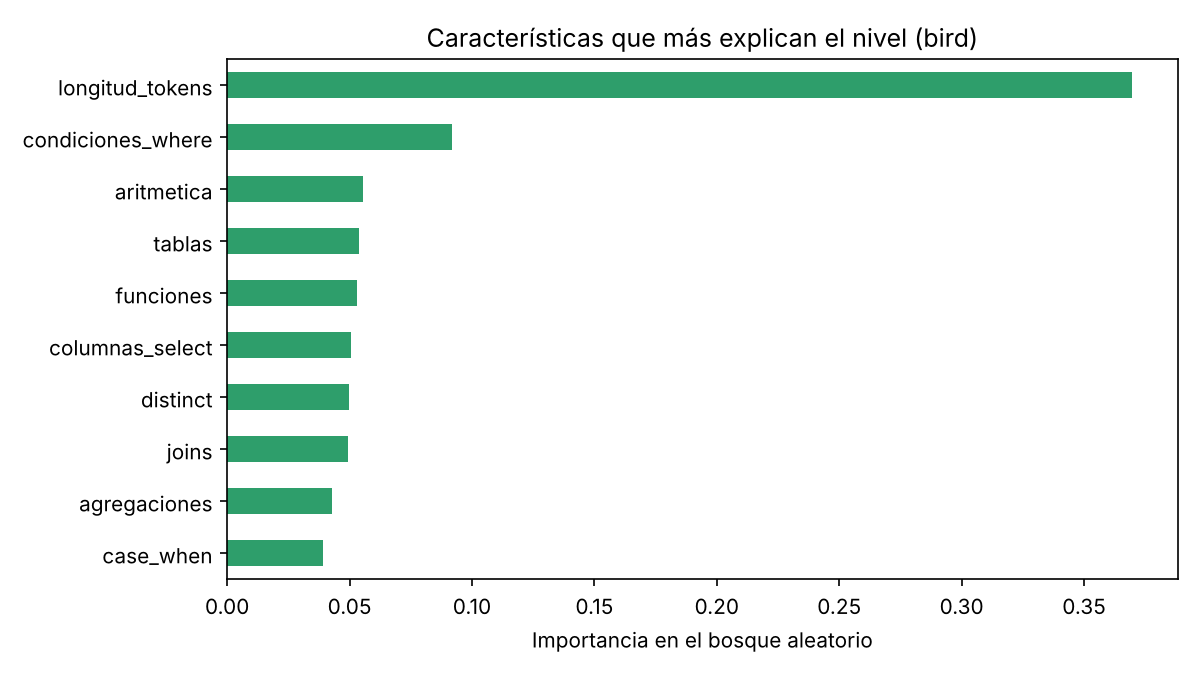 Características que más explican el nivel (bird)
longitud_tokens
condiciones_where
aritmetica
tablas
funciones
columnas_select
distinct
joins
agregaciones
case_when
0.00 0.05 0.10 0.15 0.20 0.25 0.30 0.35
Importancia en el bosque aleatorio